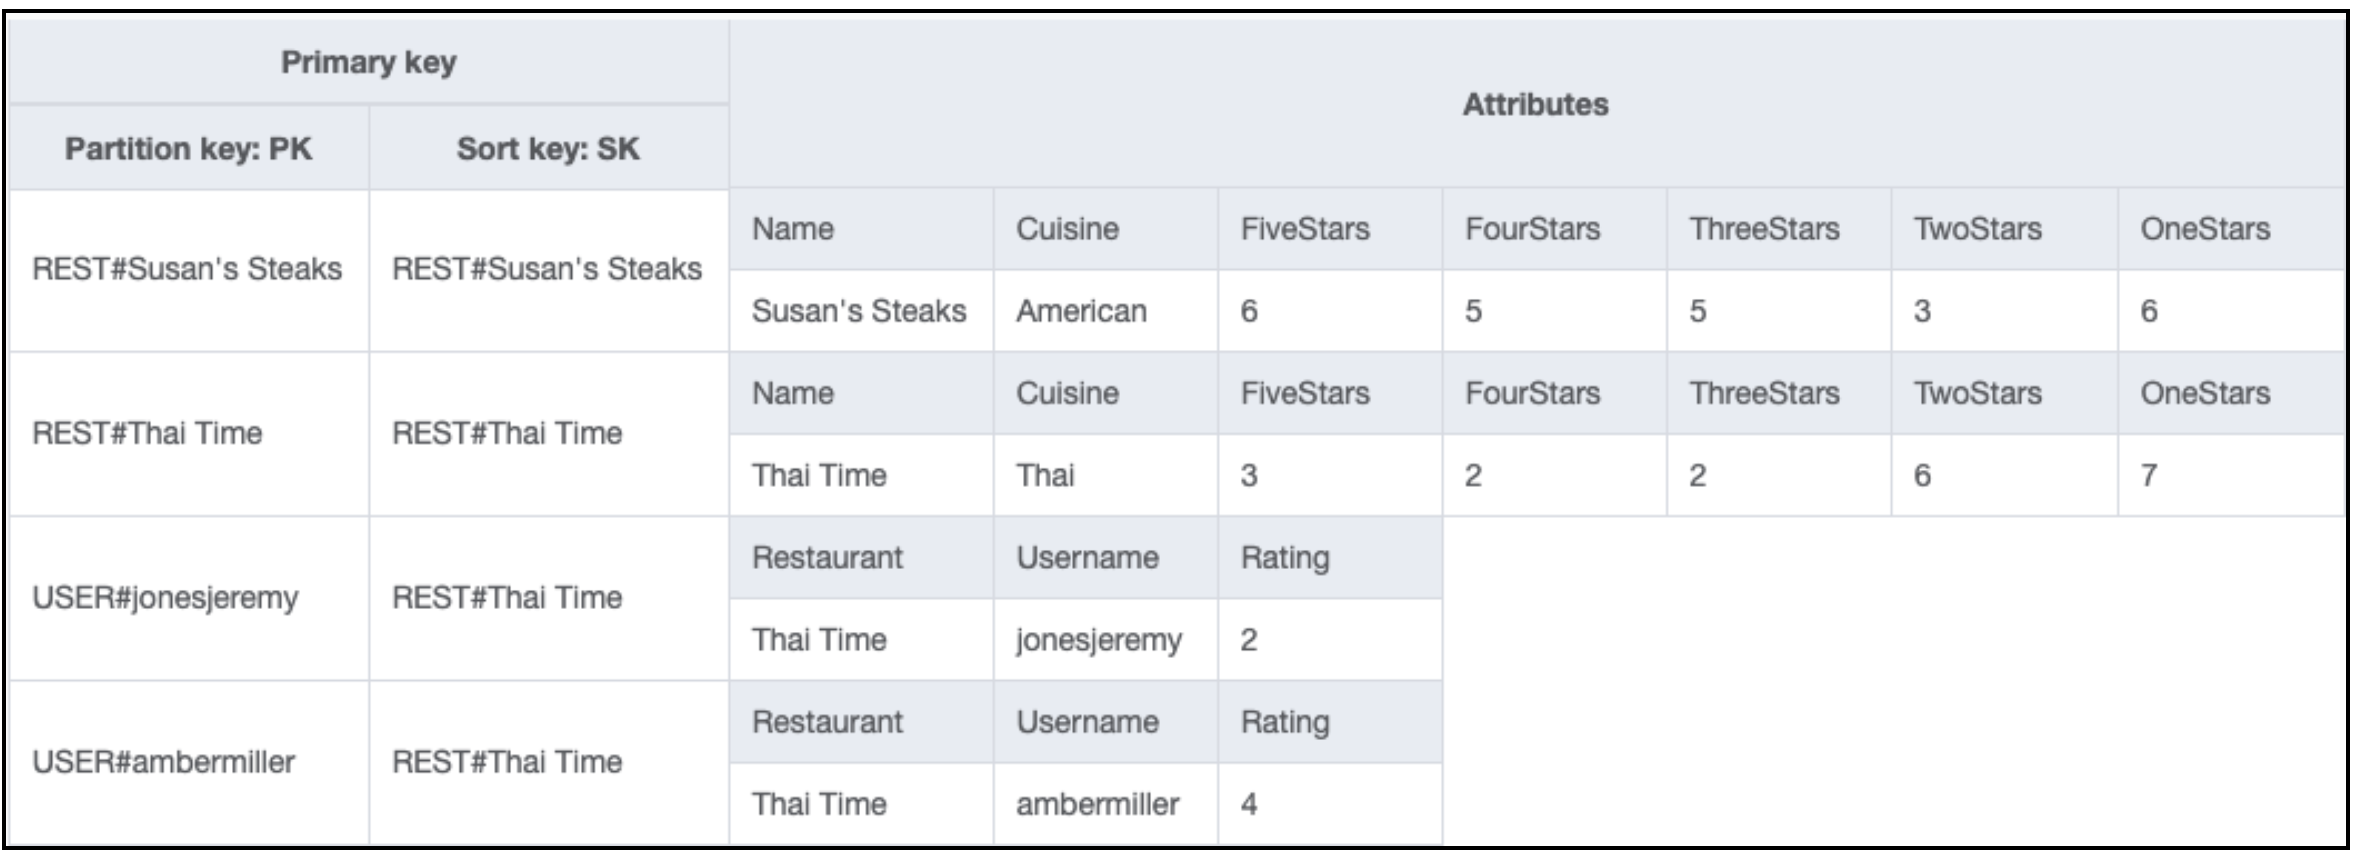 Primary key
Attributes
Partition key: PK Sort key: SK
Name Cuisine FiveStars FourStars ThreeStars TwoStars OneStars
REST#Susan's Steaks REST#Susan's Steaks
Susan's Steaks American 6 5 5 3 6
Name Cuisine FiveStars FourStars ThreeStars TwoStars OneStars
REST#Thai Time REST#Thai Time
Thai Time Thai 3 2 2 6 7
Restaurant Username Rating
USER#jonesjeremy REST#Thai Time
Thai Time jonesjeremy 2
Restaurant Username Rating
USER#ambermiller REST#Thai Time
Thai Time ambermiller 4